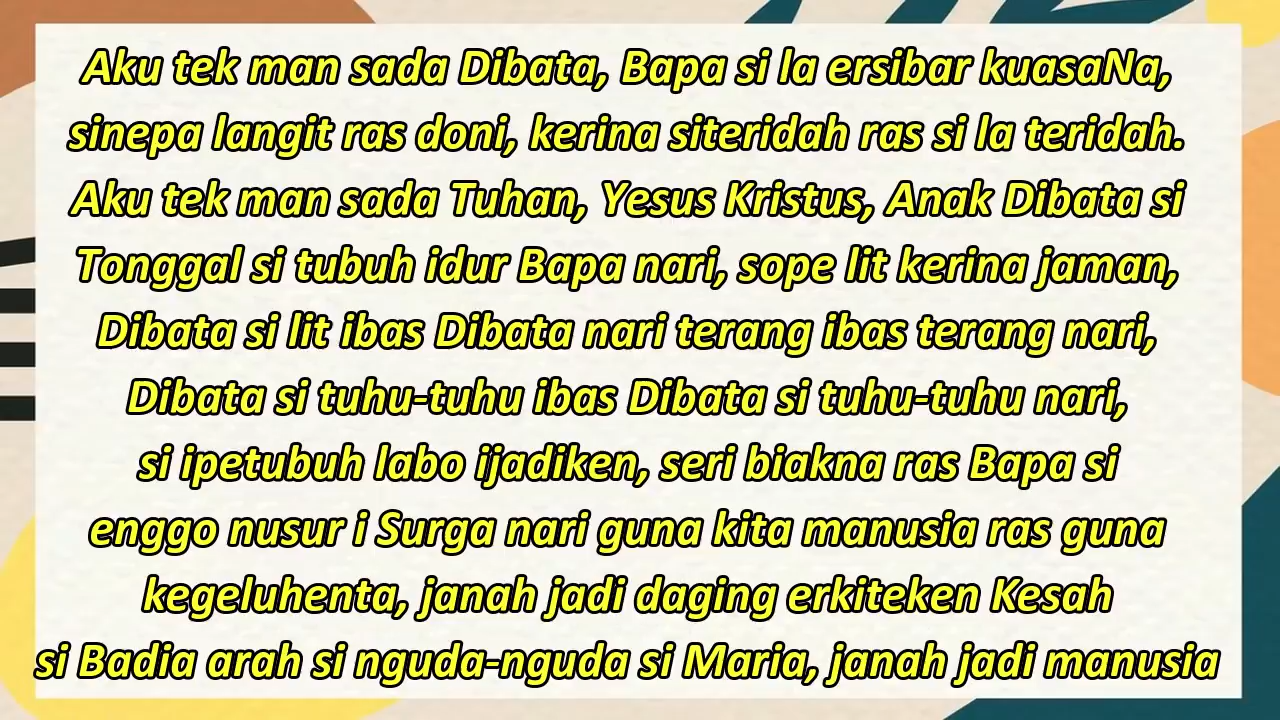 Aku tek man sada Dibata, Bapa si la ersibar kuasaNa,
sinepa langit ras doni, kerina siteridah ras si la teridah.
Aku tek man sada Tuhan, Yesus Kristus, Anak Dibata si
Tonggal si tubuh idur Bapa nari, sope lit kerina jaman,
Dibata si lit ibas Dibata nari terang ibas terang nari,
Dibata si tuhu-tuhu ibas Dibata si tuhu-tuhu nari,
si ipetubuh labo ijadiken, seri biakna ras Bapa si
enggo nusur i Surga nari guna kita manusia ras guna
kegeluhenta, janah jadi daging erkiteken Kesah
si Badia arah si nguda-nguda si Maria, janah jadi manusia